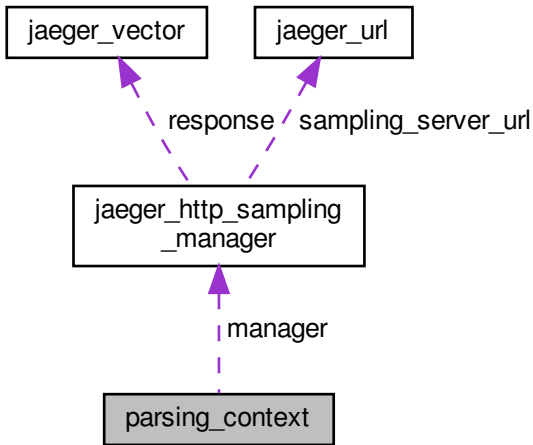 jaeger_vector
jaeger_url
response
sampling_server_url
jaeger_http_sampling
_manager
manager
parsing_context